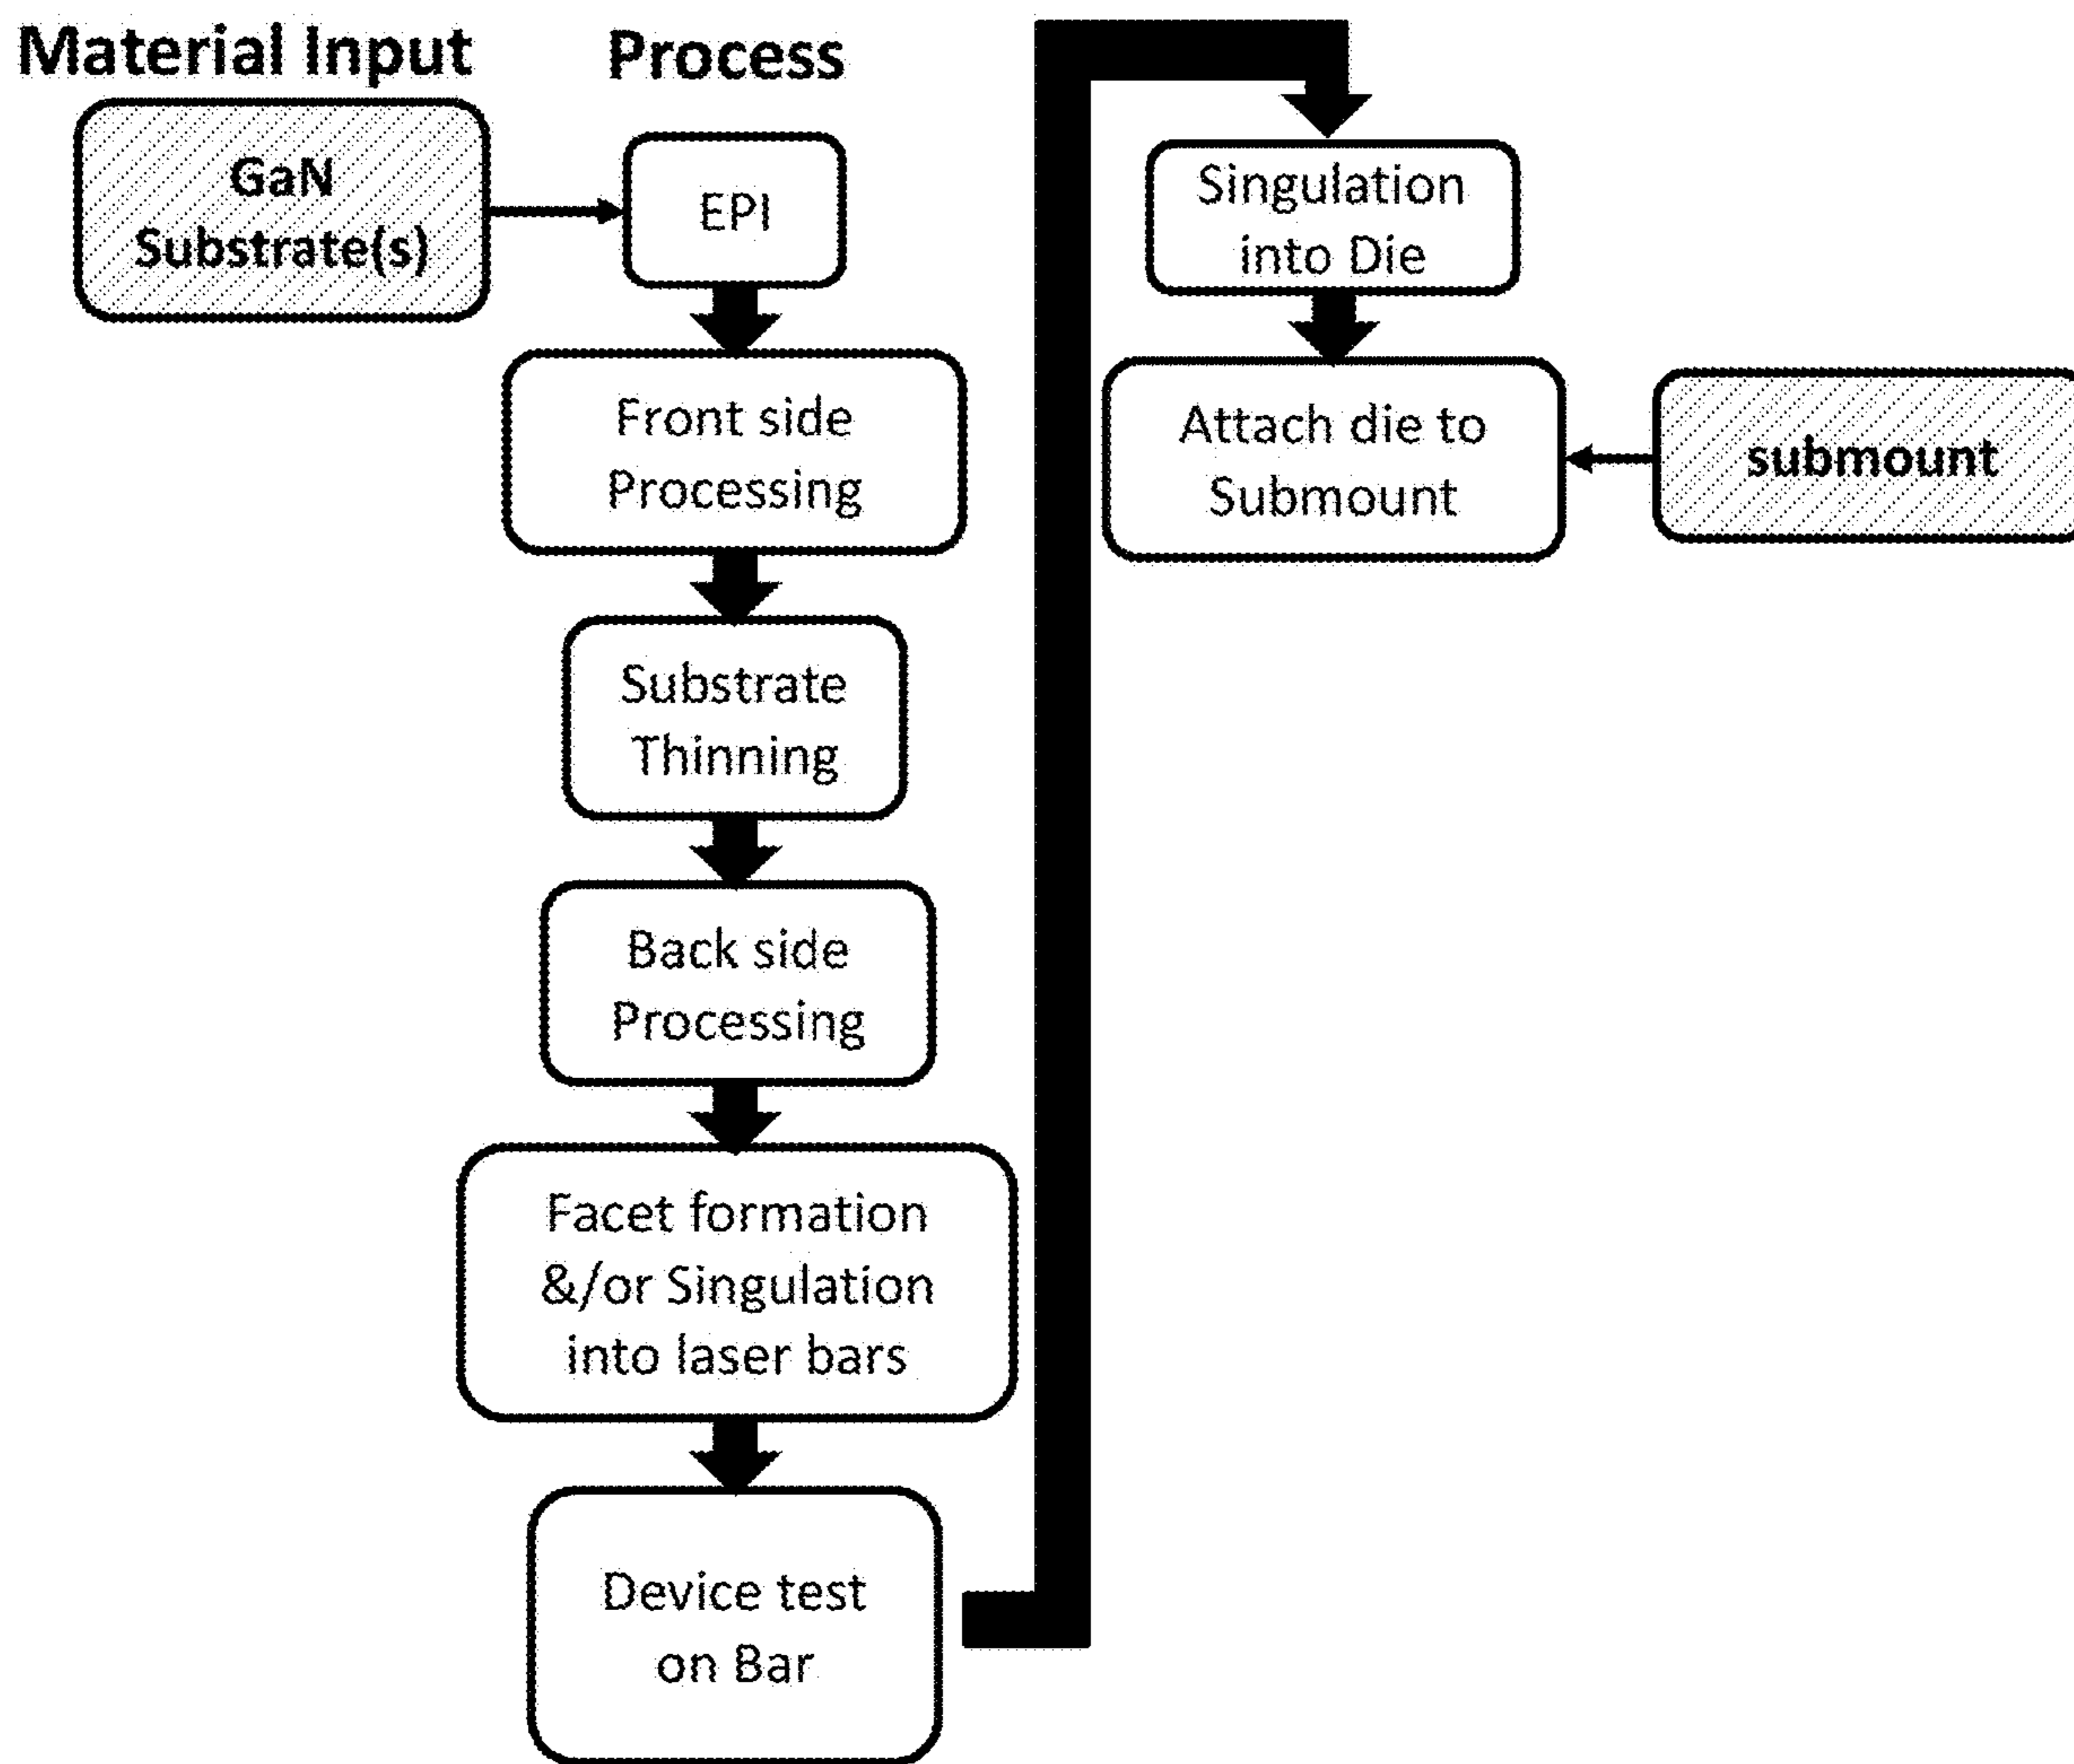 Material Input
Process
GaN
Substrate(s)
EPI
Front side
Processing
Substrate
Thinning
Back side
Processing
Facet formation
&/or Singulation
into laser bars
Device test
on Bar
Singulation
into Die
Attach die to
Submount
submount